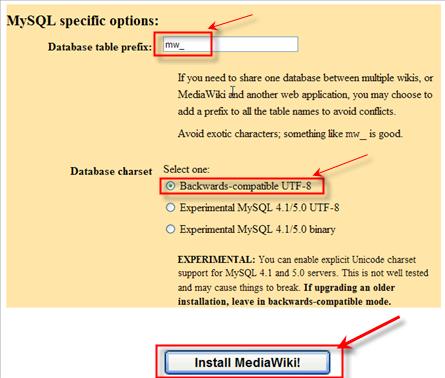 MySQL specific options:
Database table prefix: mw_
If you need to share one database between multiple wikis, or
MediaWiki and another web application, you may choose to
add a prefix to all the table names to avoid conflicts.
Avoid exotic characters; something like mw_ is good.
Database charset Select one:
Backwards-compatible UTF-8
Experimental MySQL 4.1/5.0 UTF-8
Experimental MySQL 4.1/5.0 binary
EXPERIMENTAL: You can enable explicit Unicode charset
support for MySQL 4.1 and 5.0 servers. This is not well tested
and may cause things to break. If upgrading an older
installation, leave in backwards-compatible mode.
Install MediaWiki!